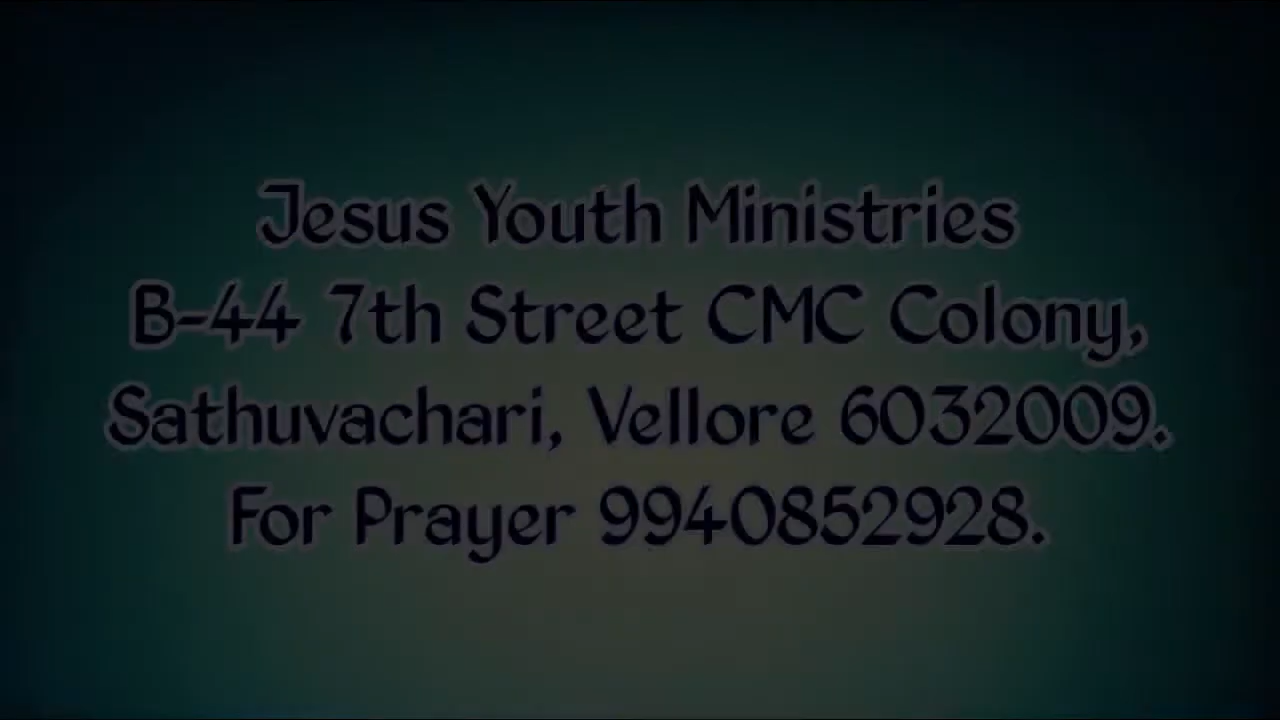 Jesus Youth Ministries
B-44 7th Street CMC Colony,
Sathuvachari, Vellore 6032009.
For Prayer 9940852928.